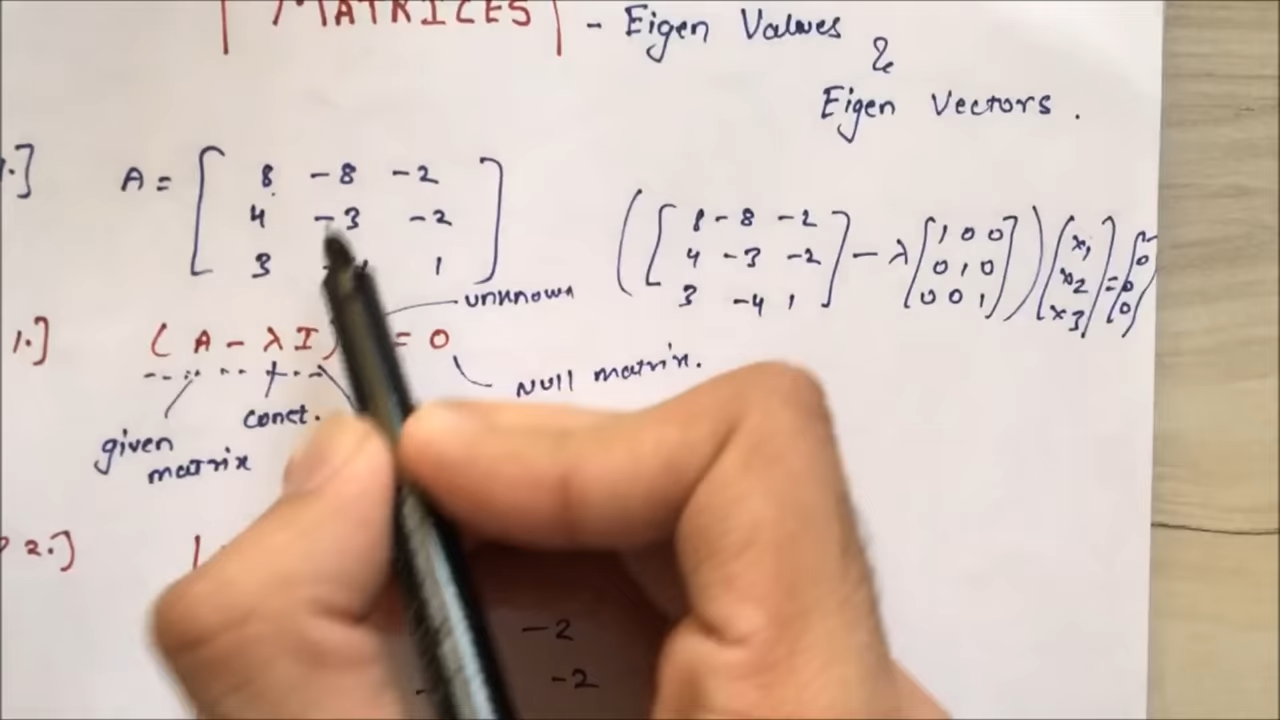 MATRICES - Eigen Values
&
Eigen Vectors.
1.] A = [ 8 -8 -2
4 -3 -2
3 1 ]
( [ 8 -8 -2
4 -3 -2
3 -4 1 ] - λ [ 1 0 0
0 1 0
0 0 1 ] ) ( x1
x2
x3 ) = ( 0
0
0 )
unknown
1.] ( A - λ I ) = 0
Null matrix.
const.
given
matrix
2.] |
-2
-2